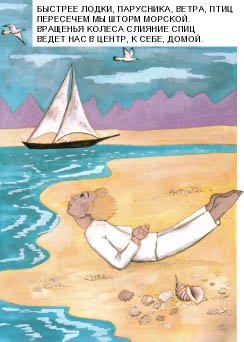 БЫСТРЕЕ ЛОДКИ, ПАРУСНИКА, ВЕТРА, ПТИЦ
ПЕРЕСЕЧЕМ МЫ ШТОРМ МОРСКОЙ.
ВРАЩЕНЬЯ КОЛЕСА СЛИЯНИЕ СПИЦ
ВЕДЕТ НАС В ЦЕНТР, К СЕБЕ, ДОМОЙ.